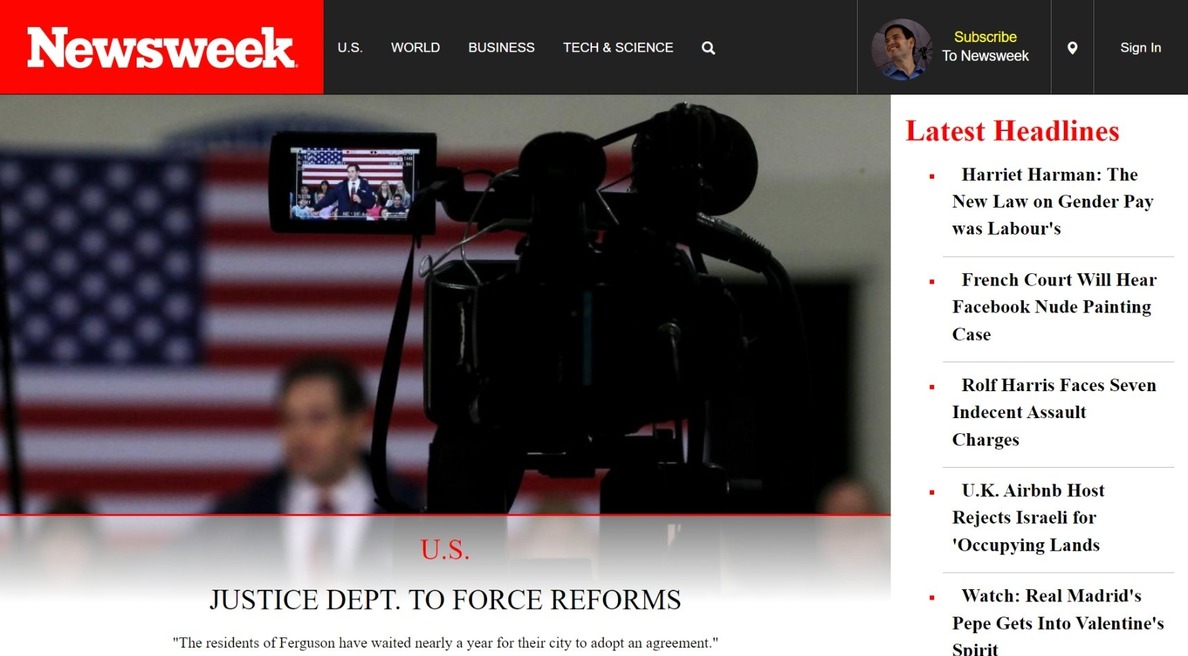 Newsweek
U.S. WORLD BUSINESS TECH & SCIENCE
Subscribe
To Newsweek
Sign In
U.S.
JUSTICE DEPT. TO FORCE REFORMS
"The residents of Ferguson have waited nearly a year for their city to adopt an agreement."
Latest Headlines
Harriet Harman: The
New Law on Gender Pay
was Labour's
French Court Will Hear
Facebook Nude Painting
Case
Rolf Harris Faces Seven
Indecent Assault
Charges
U.K. Airbnb Host
Rejects Israeli for
'Occupying Lands
Watch: Real Madrid's
Pepe Gets Into Valentine's
Spirit